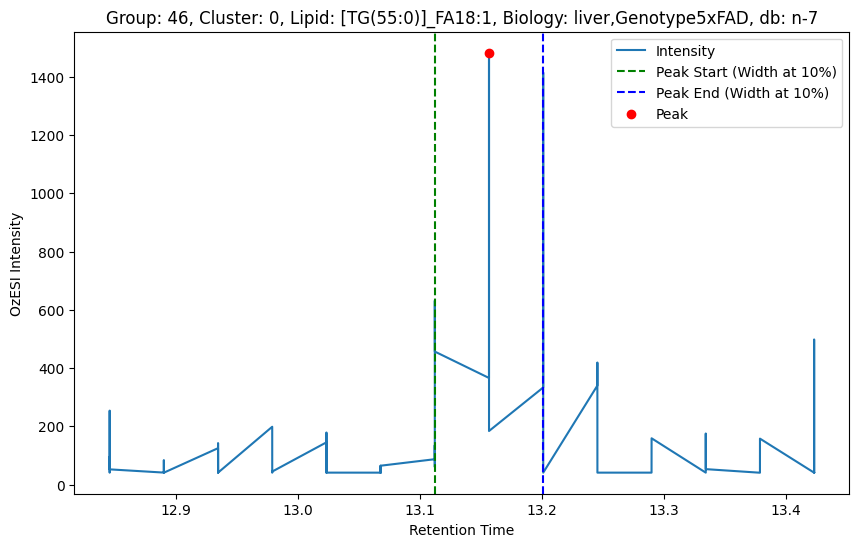 Group: 46, Cluster: 0, Lipid: [TG(55:0)]_FA18:1, Biology: liver,Genotype5xFAD, db: n-7
Intensity
Peak Start (Width at 10%)
Peak End (Width at 10%)
Peak
OzESI Intensity
1400
1200
1000
800
600
400
200
0
12.9
13.0
13.1
13.2
13.3
13.4
Retention Time